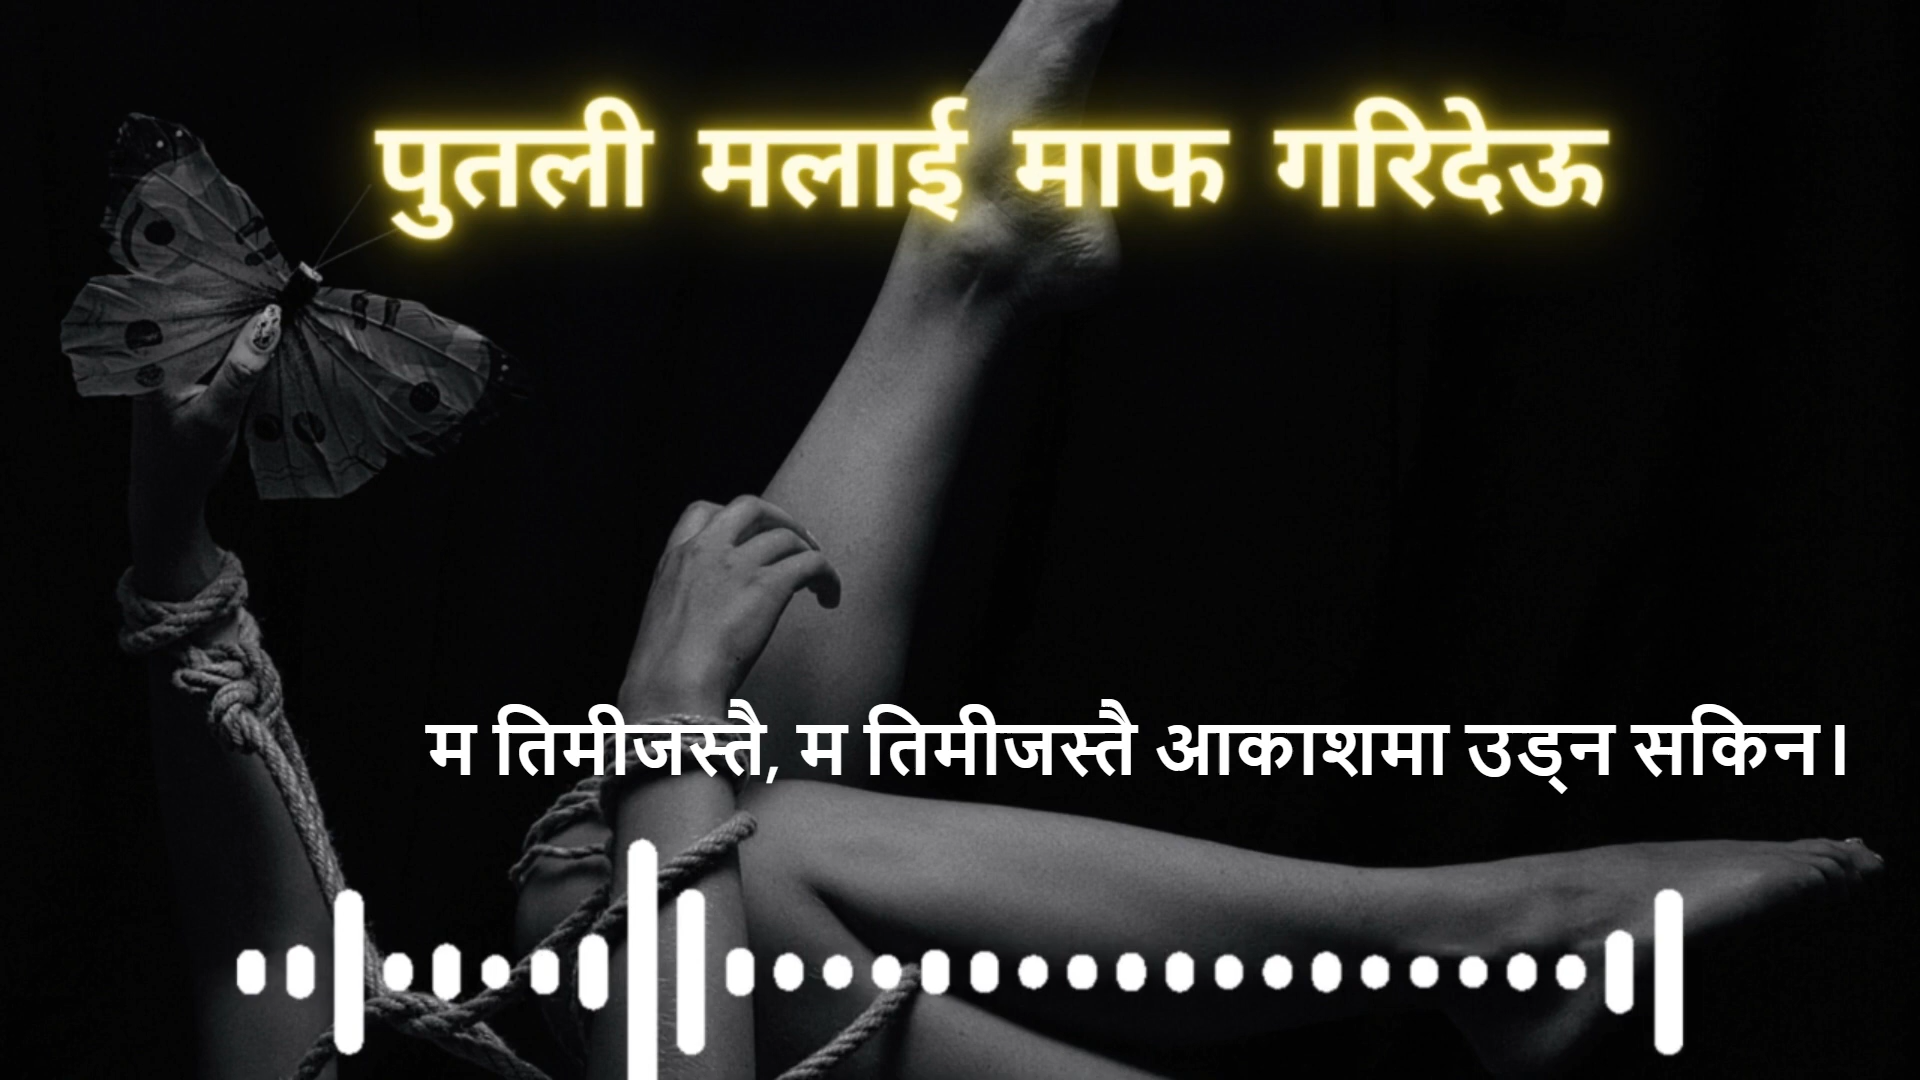 पुतली मलाई माफ गरिदेऊ
म तिमीजस्तै, म तिमीजस्तै आकाशमा उड्न सकिन।